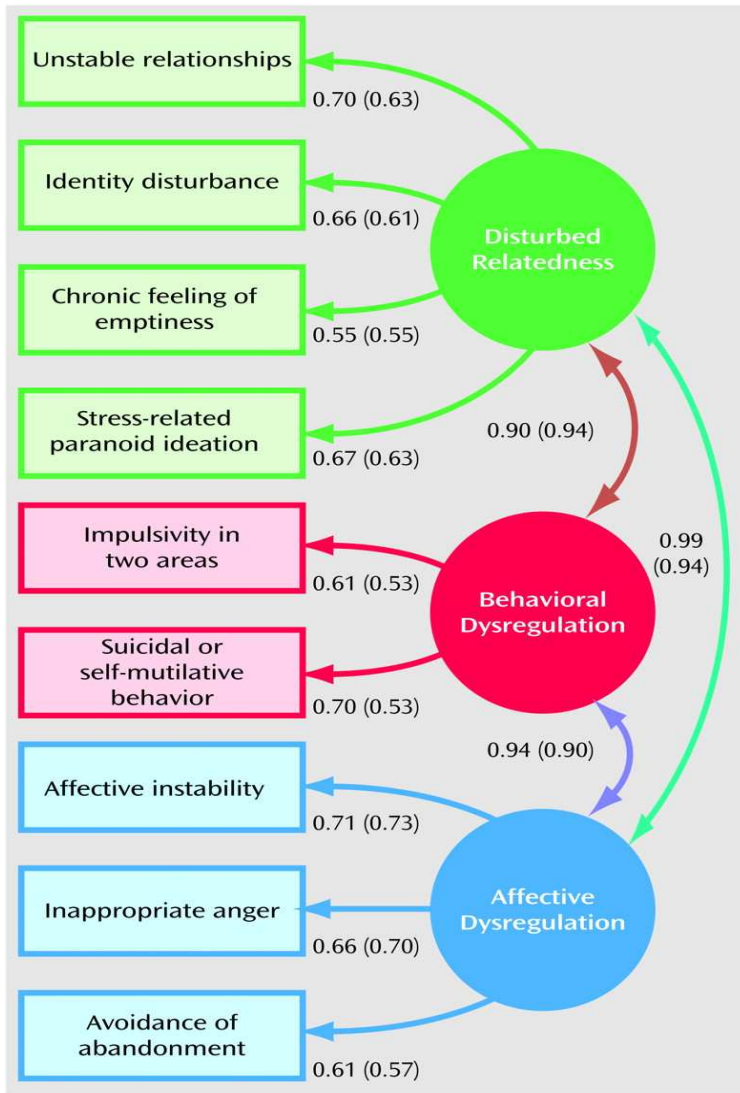 Unstable relationships
0.70 (0.63)
Identity disturbance
0.66 (0.61)
Chronic feeling of
emptiness
0.55 (0.55)
Stress-related
paranoid ideation
0.67 (0.63)
Disturbed
Relatedness
0.90 (0.94)
0.99
(0.94)
Impulsivity in
two areas
0.61 (0.53)
Suicidal or
self-mutilative
behavior
0.70 (0.53)
Behavioral
Dysregulation
0.94 (0.90)
Affective instability
0.71 (0.73)
Inappropriate anger
0.66 (0.70)
Avoidance of
abandonment
0.61 (0.57)
Affective
Dysregulation